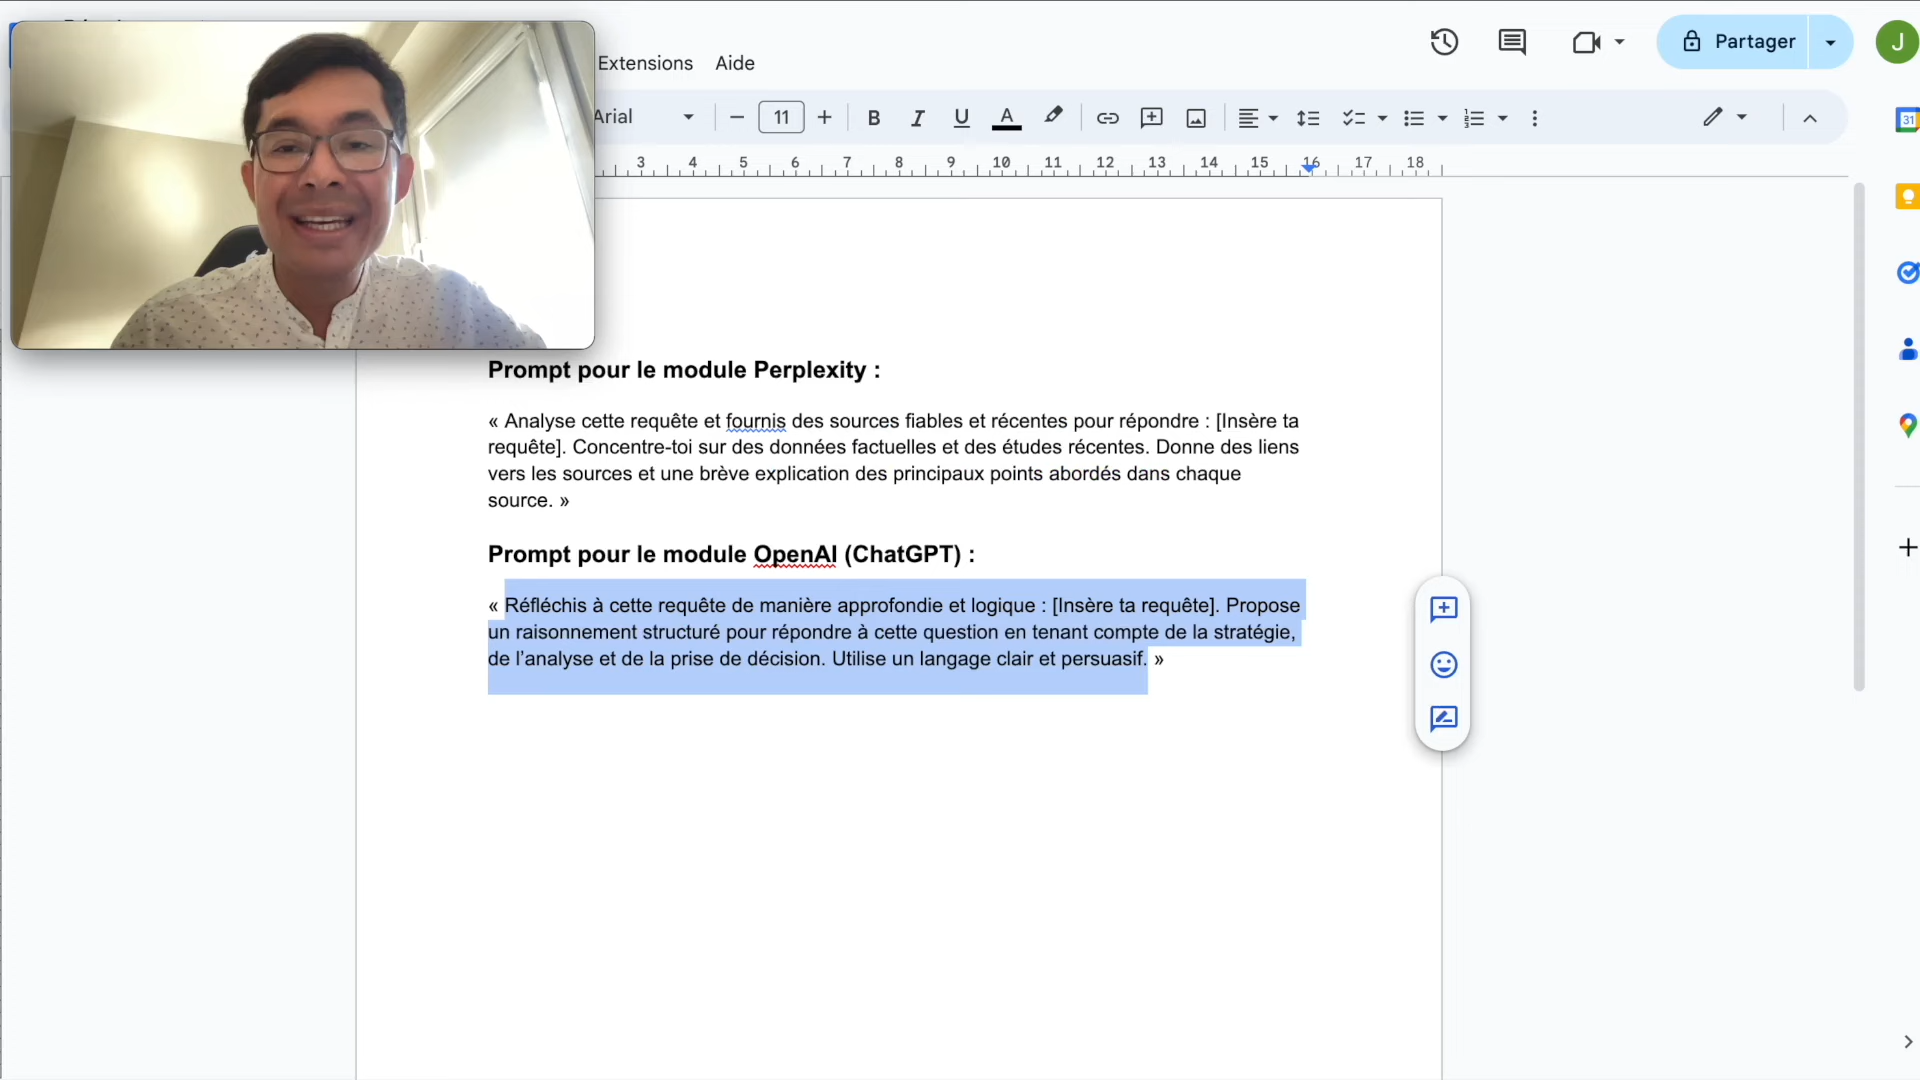 Extensions Aide
Partager
J
Arial
11
B I U A
31
3 4 5 6 7 8 9 10 11 12 13 14 15 16 17 18
Prompt pour le module Perplexity :
« Analyse cette requête et fournis des sources fiables et récentes pour répondre : [Insère ta
requête]. Concentre-toi sur des données factuelles et des études récentes. Donne des liens
vers les sources et une brève explication des principaux points abordés dans chaque
source. »
Prompt pour le module OpenAI (ChatGPT) :
« Réfléchis à cette requête de manière approfondie et logique : [Insère ta requête]. Propose
un raisonnement structuré pour répondre à cette question en tenant compte de la stratégie,
de l’analyse et de la prise de décision. Utilise un langage clair et persuasif. »